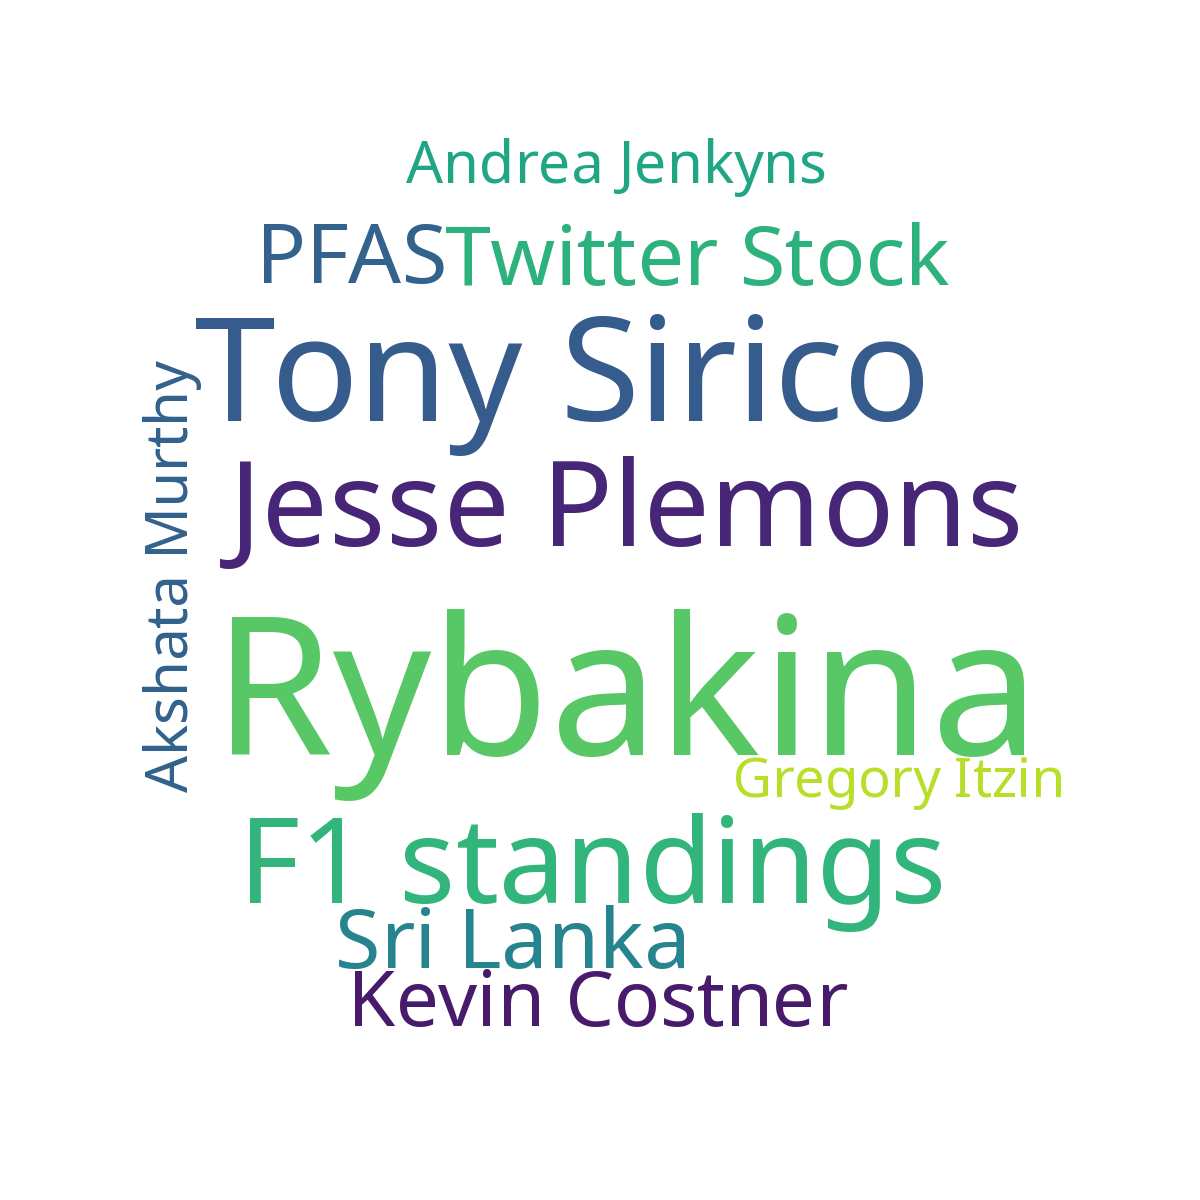 Andrea Jenkyns
PFAS
Twitter Stock
Tony Sirico
Akshata Murthy
Jesse Plemons
Rybakina
Gregory Itzin
F1 standings
Sri Lanka
Kevin Costner